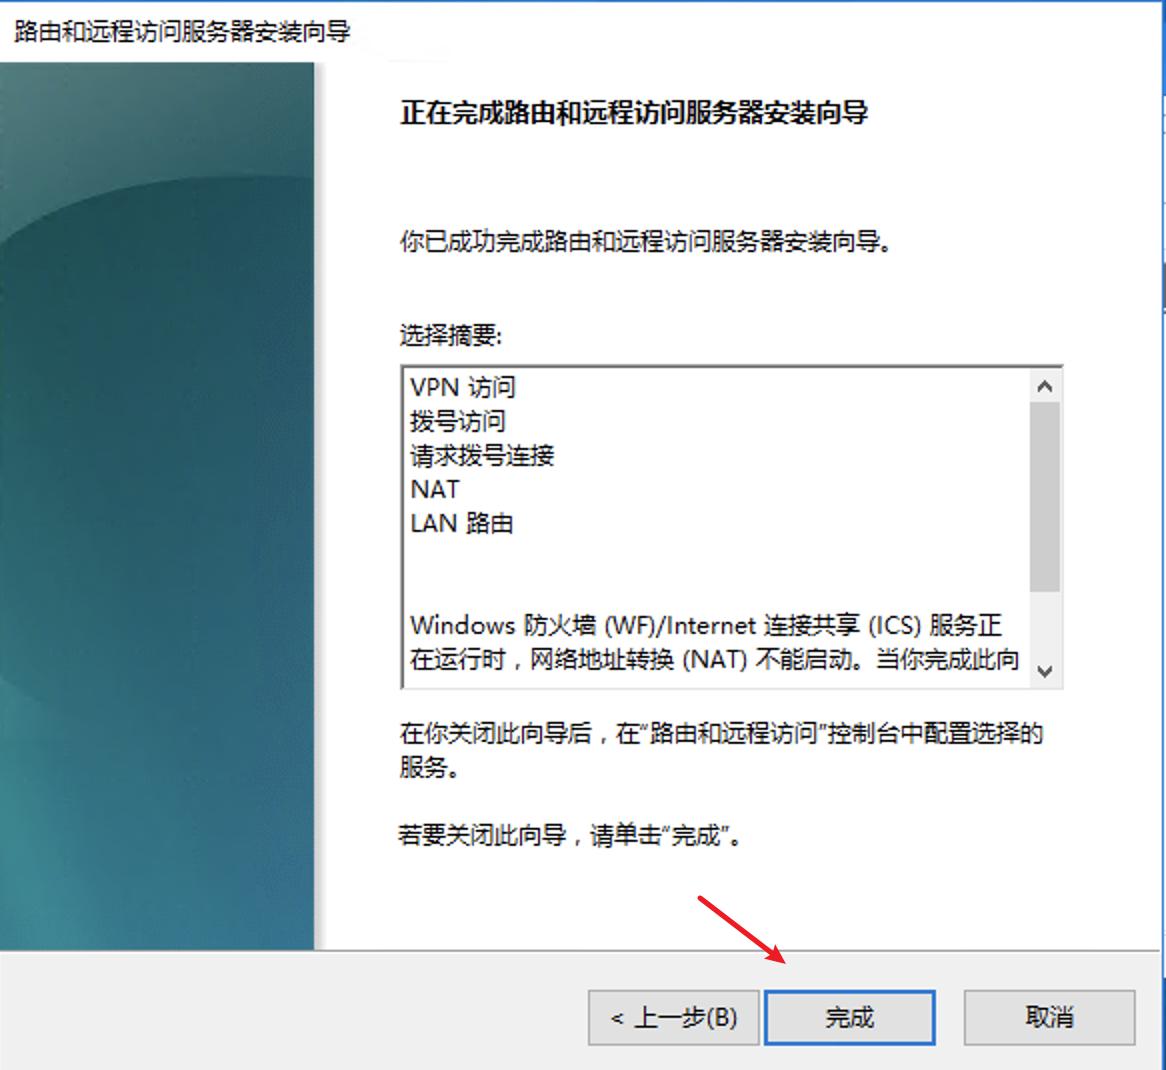 路由和远程访问服务器安装向导
正在完成路由和远程访问服务器安装向导
你已成功完成路由和远程访问服务器安装向导。
选择摘要:
VPN 访问
拨号访问
请求拨号连接
NAT
LAN 路由
Windows 防火墙 (WF)/Internet 连接共享 (ICS) 服务正
在运行时，网络地址转换 (NAT) 不能启动。当你完成此向
在你关闭此向导后，在“路由和远程访问”控制台中配置选择的
服务。
若要关闭此向导，请单击“完成”。
< 上一步(B)
完成
取消